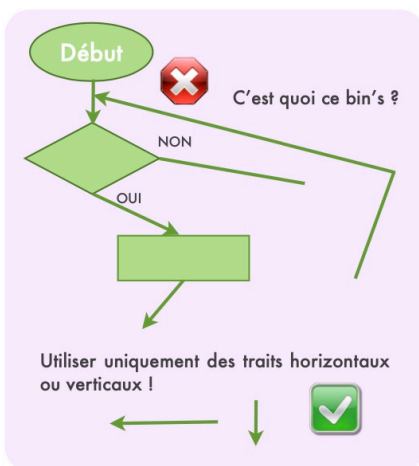 Début
C'est quoi ce bin's ?
NON
OUI
Utiliser uniquement des traits horizontaux
ou verticaux !